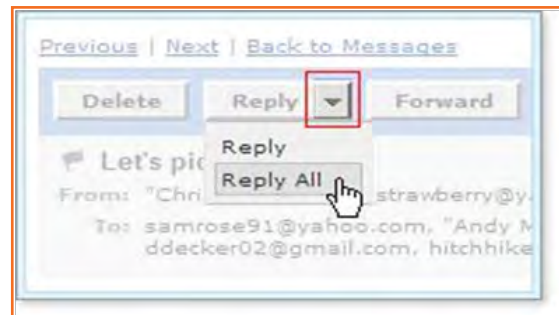 Previous | Next | Back to Messages
Delete Reply Forward
Reply
Reply All
Let's pic
From: "Chri strawberry@y
To: samrose91@yahoo.com, "Andy M
ddecker02@gmail.com, hitchhike